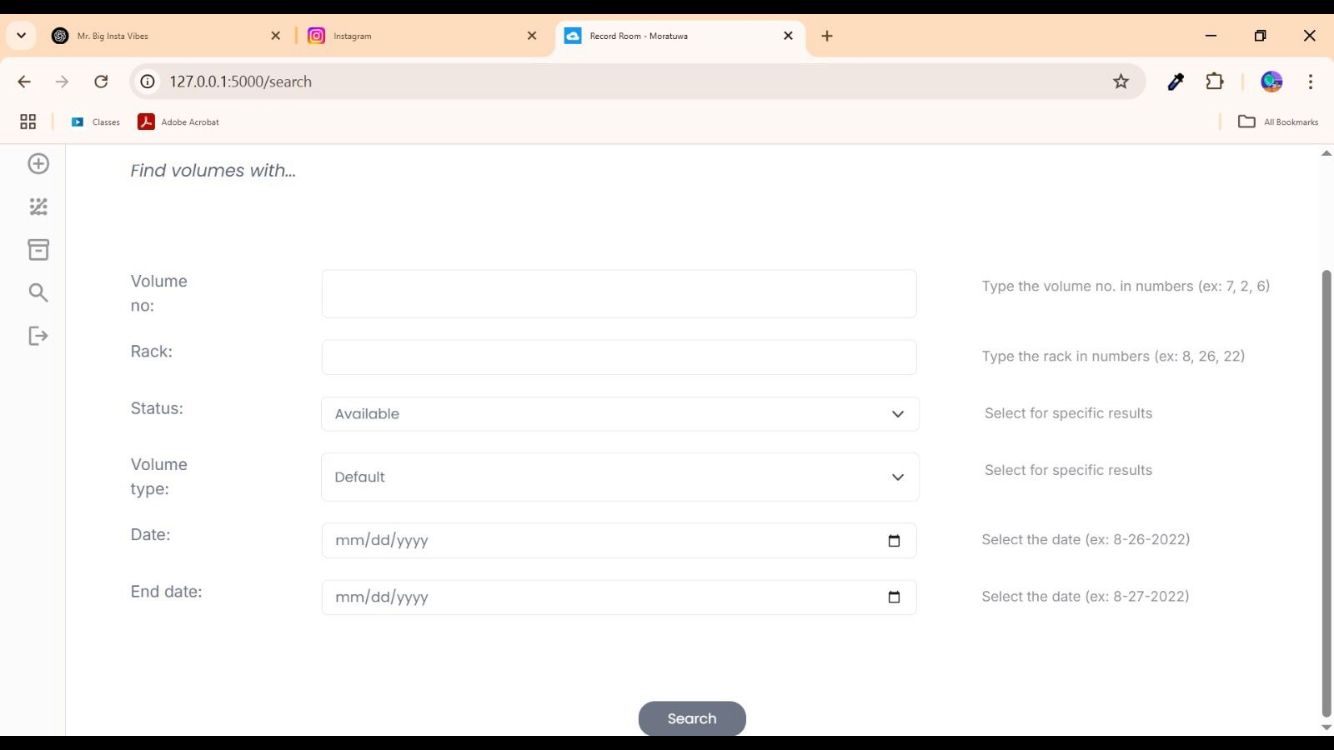 Mr. Big Insta Vibes
Instagram
Record Room - Moratuwa
127.0.0.1:5000/search
Classes
Adobe Acrobat
All Bookmarks
Find volumes with...
Volume
no:
Type the volume no. in numbers (ex: 7, 2, 6)
Rack:
Type the rack in numbers (ex: 8, 26, 22)
Status:
Available
Select for specific results
Volume
type:
Default
Select for specific results
Date:
mm/dd/yyyy
Select the date (ex: 8-26-2022)
End date:
mm/dd/yyyy
Select the date (ex: 8-27-2022)
Search